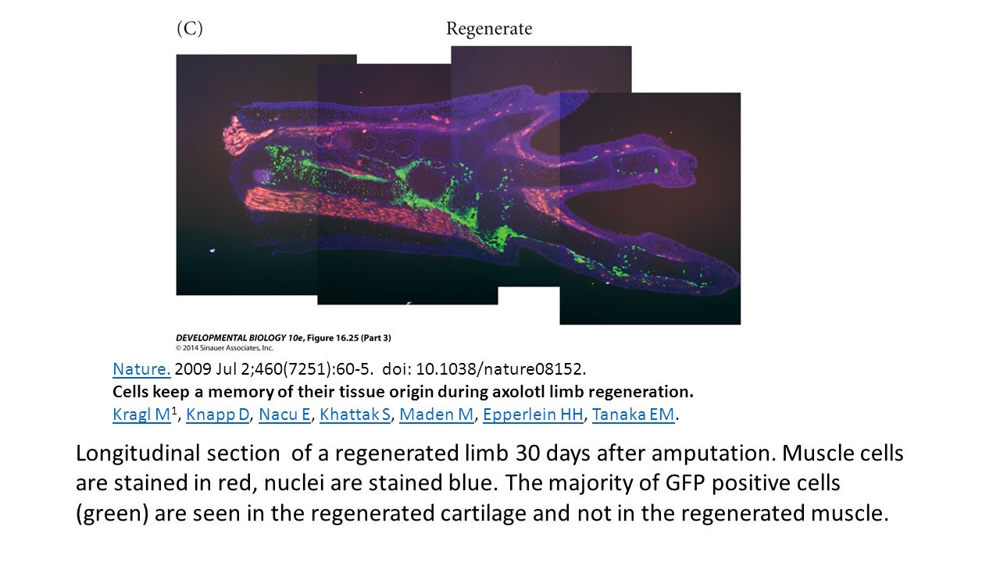 (C) Regenerate
DEVELOPMENTAL BIOLOGY 10e, Figure 16.25 (Part 3)
© 2014 Sinauer Associates, Inc.
Nature. 2009 Jul 2;460(7251):60-5. doi: 10.1038/nature08152.
Cells keep a memory of their tissue origin during axolotl limb regeneration.
Kragl M¹, Knapp D, Nacu E, Khattak S, Maden M, Epperlein HH, Tanaka EM.
Longitudinal section of a regenerated limb 30 days after amputation. Muscle cells
are stained in red, nuclei are stained blue. The majority of GFP positive cells
(green) are seen in the regenerated cartilage and not in the regenerated muscle.